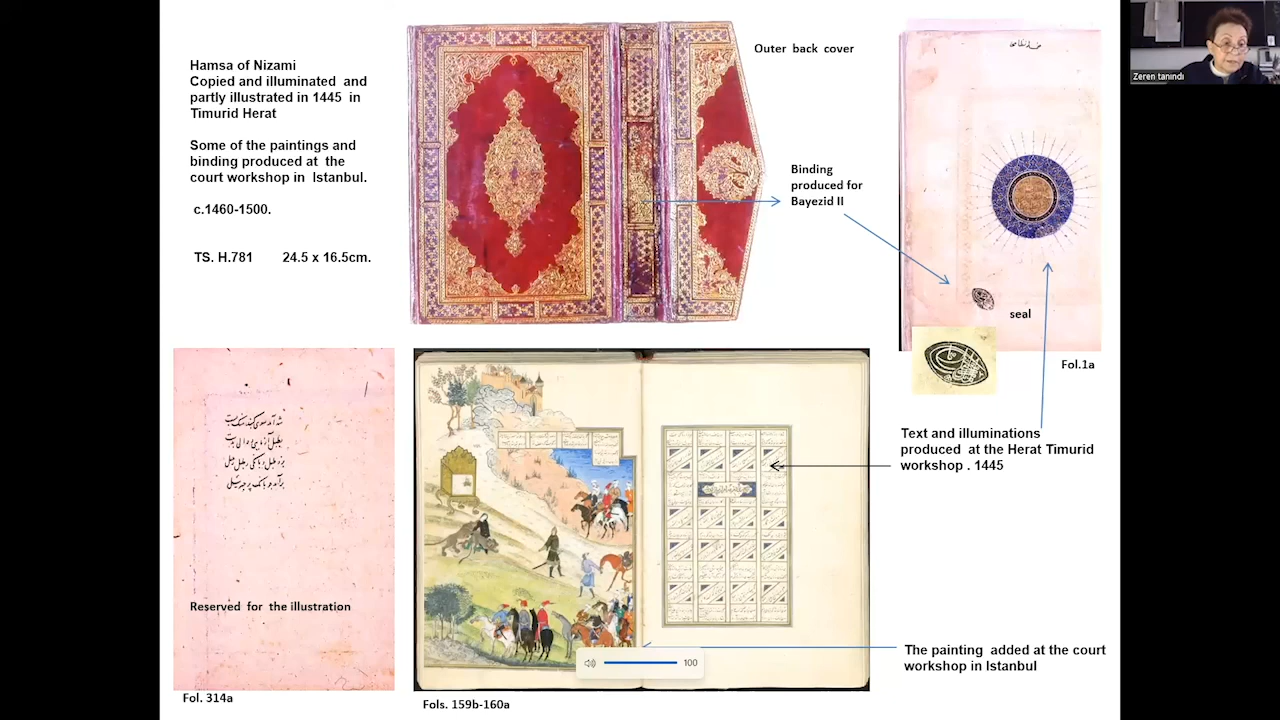 Hamsa of Nizami
Copied and illuminated and
partly illustrated in 1445 in
Timurid Herat
Some of the paintings and
binding produced at the
court workshop in Istanbul.
c.1460-1500.
TS. H.781 24.5 x 16.5cm.
Outer back cover
Binding
produced for
Bayezid II
seal
Fol.1a
Text and illuminations
produced at the Herat Timurid
workshop . 1445
Reserved for the illustration
Fol. 314a
Fols. 159b-160a
100
The painting added at the court
workshop in Istanbul
Zeren tanındı